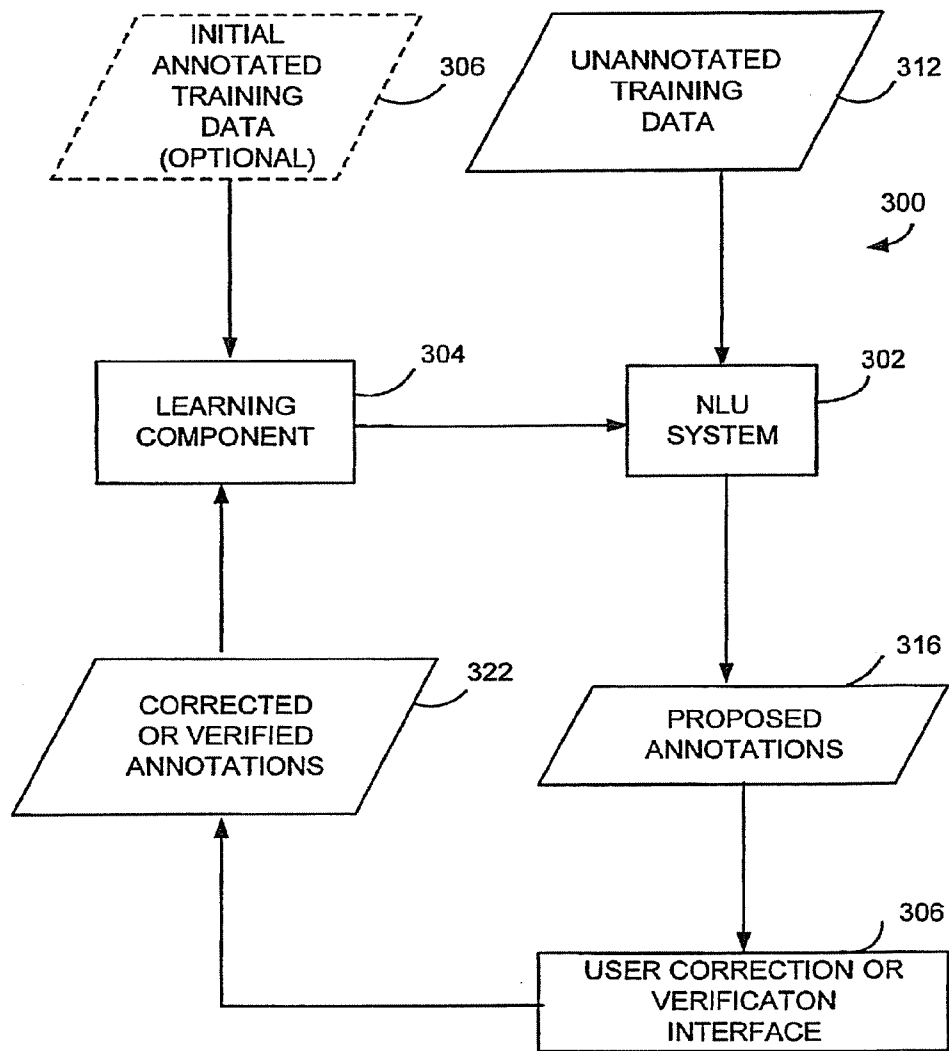 INITIAL
ANNOTATED
TRAINING
DATA
(OPTIONAL)
306
UNANNOTATED
TRAINING
DATA
312
300
LEARNING
COMPONENT
304
NLU
SYSTEM
302
CORRECTED
OR VERIFIED
ANNOTATIONS
322
PROPOSED
ANNOTATIONS
316
USER CORRECTION OR
VERIFICATON
INTERFACE
306